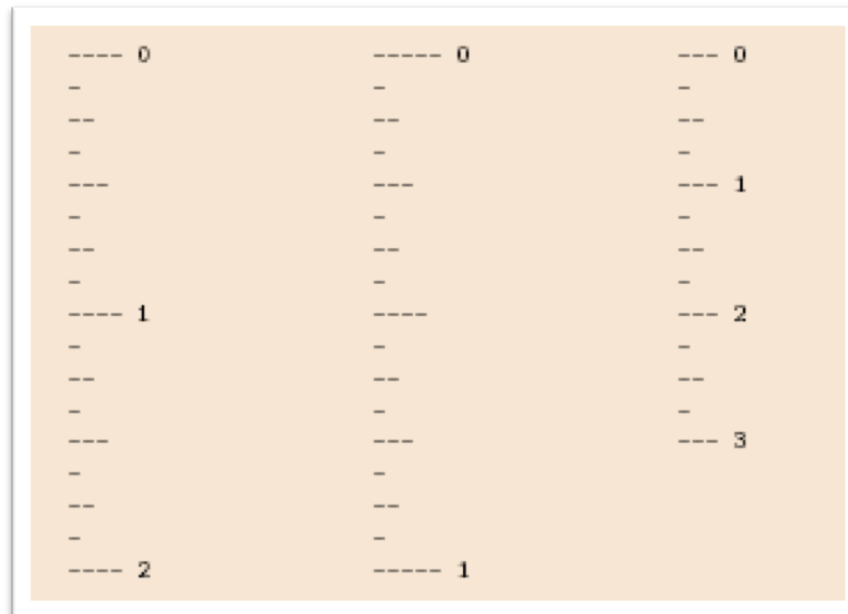 ---- 0 ----- 0 --- 0
- - -
-- -- --
- - -
--- --- --- 1
- - -
-- -- --
- - -
---- 1 ---- --- 2
- - -
-- -- --
- - -
--- --- --- 3
- -
-- --
- -
---- 2 ----- 1